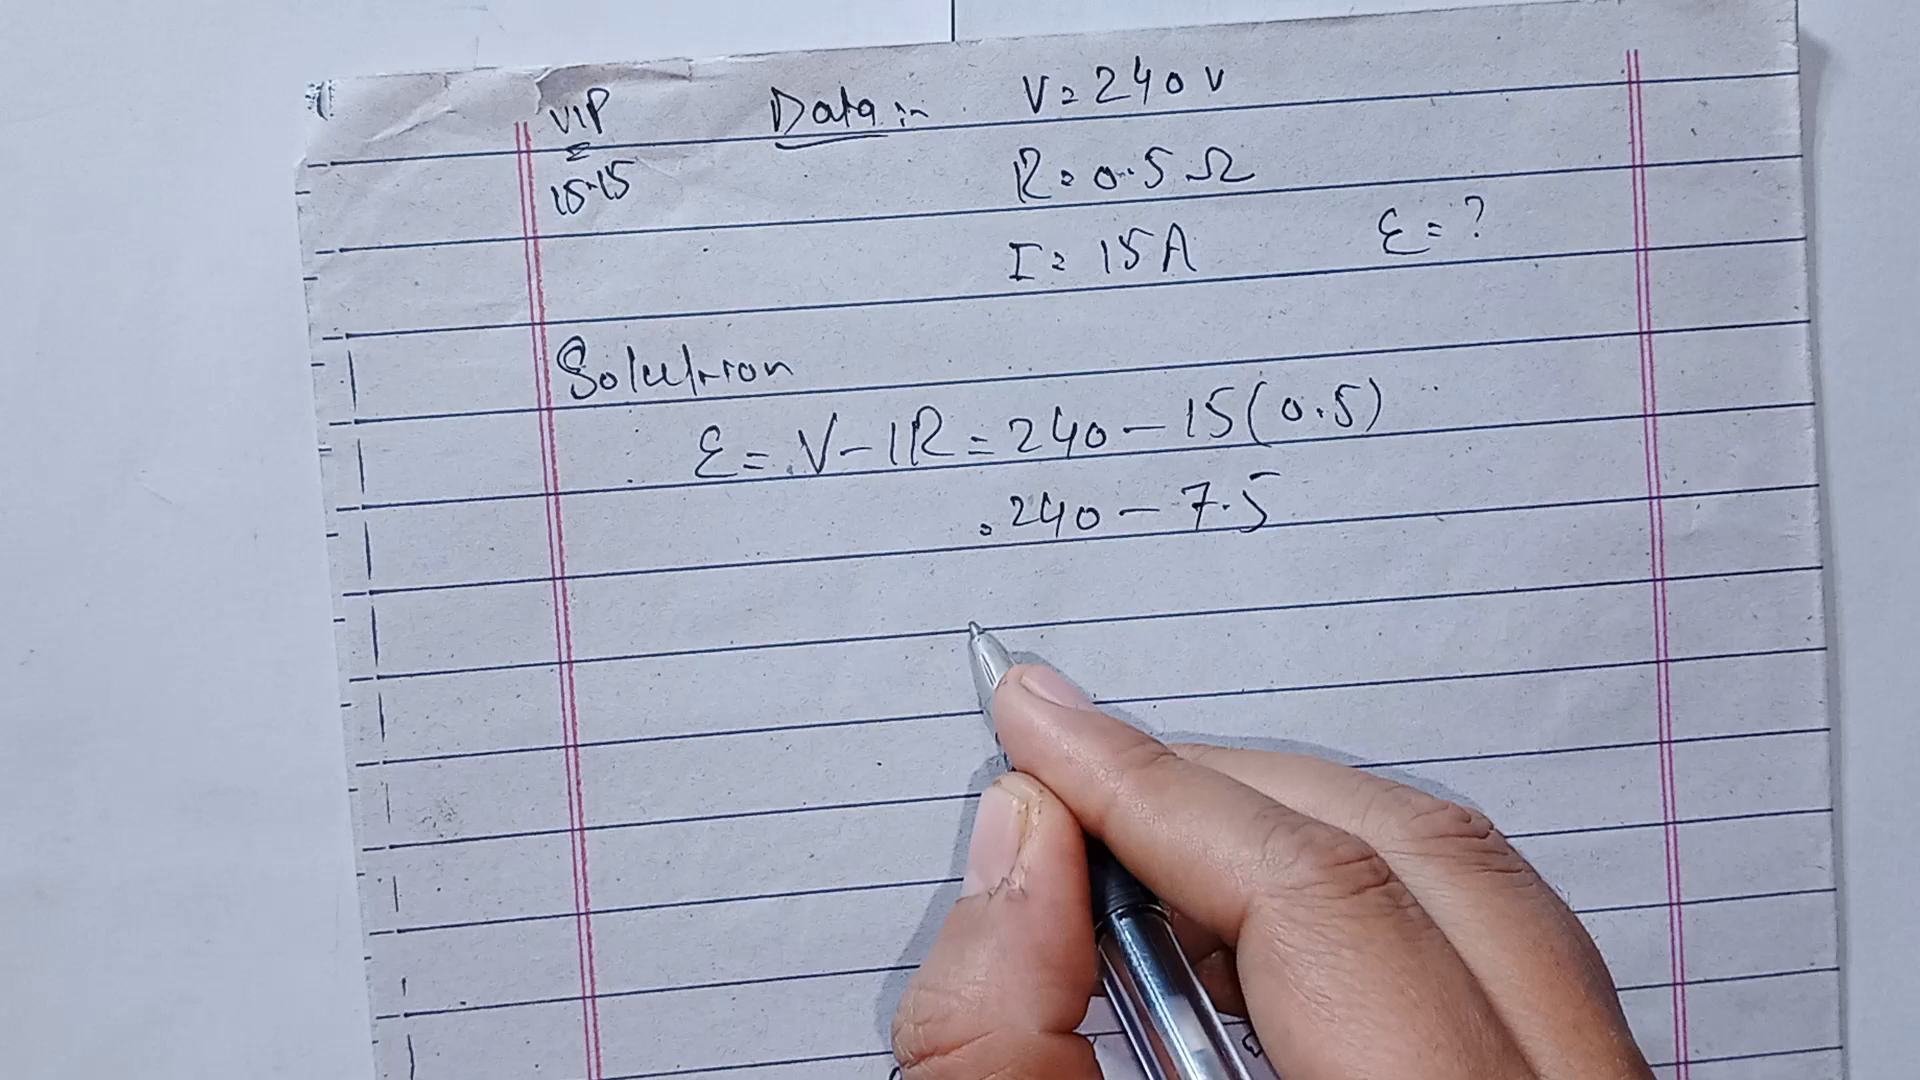 VIP Data:- V = 240 V
15.15 R = 0.5 Ω
I = 15 A ε = ?
Solution
ε = V - IR = 240 - 15(0.5)
= 240 - 7.5